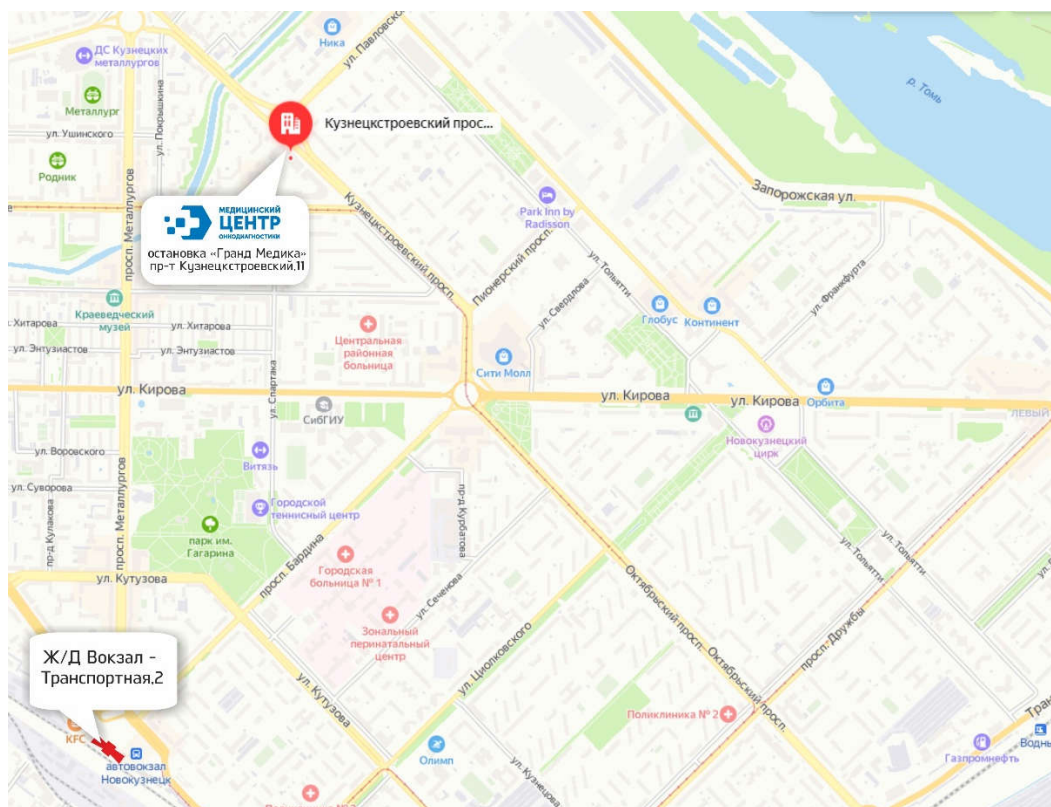 Ника
ул. Павловского
ДС Кузнецких
металлургов
Металлург
ул. Ушинского
ул. Покрышкина
Родник
Кузнецкстроевский прос...
р. Томь
Запорожская ул.
МЕДИЦИНСКИЙ
ЦЕНТР
ОНКОДИАГНОСТИКИ
остановка «Гранд Медика»
пр-т Кузнецкстроевский,11
просп. Металлургов
Кузнецкстроевский просп.
Park Inn by
Radisson
Пионерский просп.
ул. Тольятти
ул. Свердлова
ул. Франкфурта
Краеведческий
музей
Хитарова
ул. Хитарова
ул. Энтузиастов
ул. Энтузиастов
Центральная
районная
больница
Глобус
Континент
Сити Молл
ул. Кирова
ул. Спартака
СибГИУ
ул. Кирова
ул. Кирова
Орбита
ЛЕВЫЙ
Новокузнецкий
цирк
ул. Воровского
Витязь
ул. Суворова
просп. Металлургов
Городской
теннисный центр
пр-д Кулакова
парк им.
Гагарина
пр-д Курбатова
просп. Бардина
Городская
больница № 1
ул. Кутузова
ул. Сеченова
Зональный
перинатальный
центр
ул. Тольятти
ул. Тольятти
Октябрьский просп.
просп. Дружбы
ул. Циолковского
Октябрьский просп.
Ж/Д Вокзал -
Транспортная,2
ул. Кутузова
Поликлиника № 2
KFC
автовокзал
Новокузнецк
Олимп
ул. Кузнецова
Газпромнефть
Водны